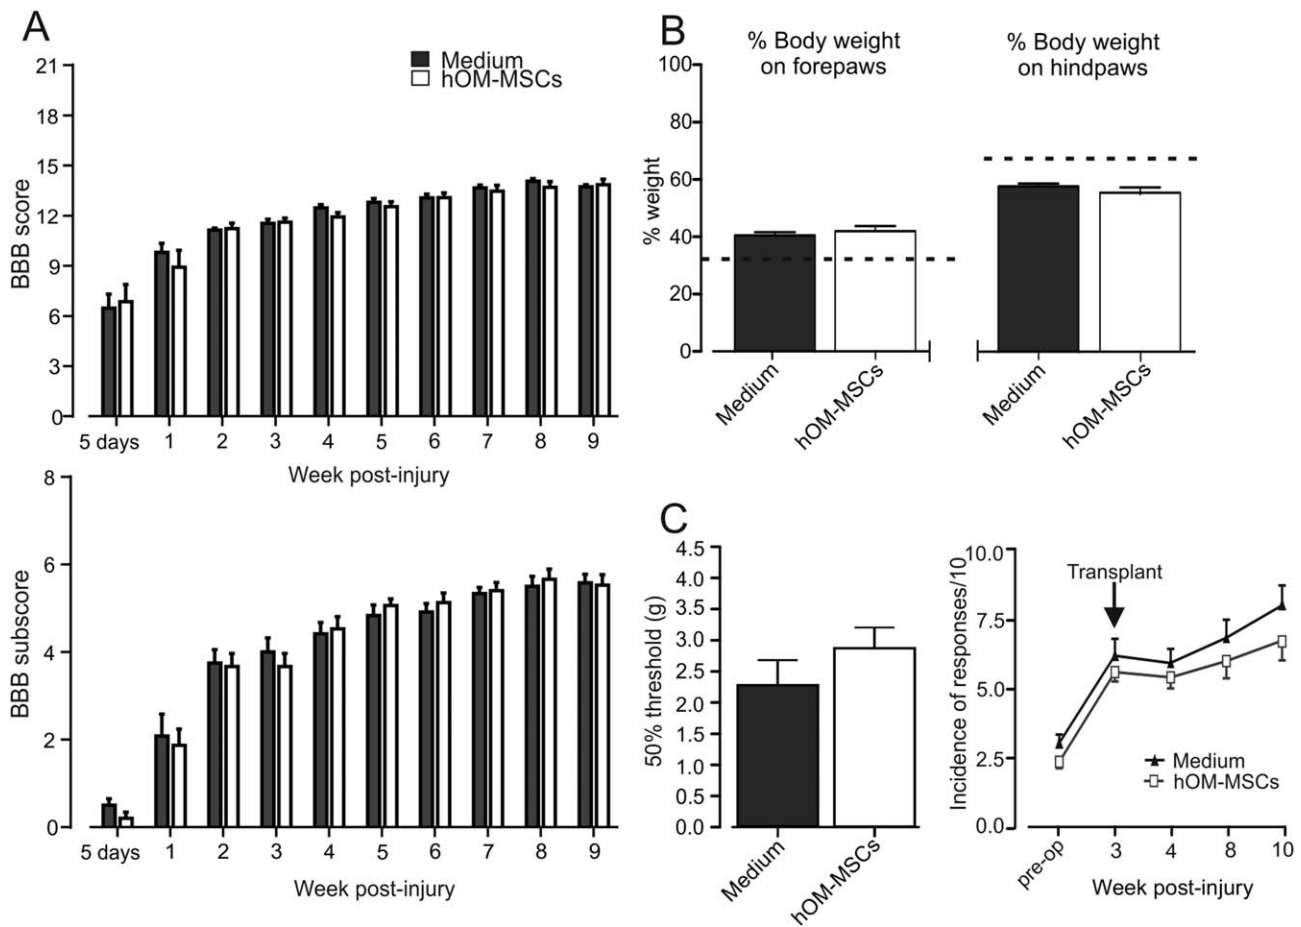 A
Medium
hOM-MSCs
21
18
15
12
9
6
3
0
BBB score
5 days 1 2 3 4 5 6 7 8 9
Week post-injury
8
6
4
2
0
BBB subscore
5 days 1 2 3 4 5 6 7 8 9
Week post-injury
B
% Body weight
on forepaws
% Body weight
on hindpaws
100
80
60
40
20
0
% weight
Medium
hOM-MSCs
Medium
hOM-MSCs
C
4.5
4.0
3.5
3.0
2.5
2.0
1.5
1.0
0.5
0.0
50% threshold (g)
Medium
hOM-MSCs
10.0
7.5
5.0
2.5
0.0
Incidence of responses/10
Transplant
Medium
hOM-MSCs
pre-op 3 4 8 10
Week post-injury